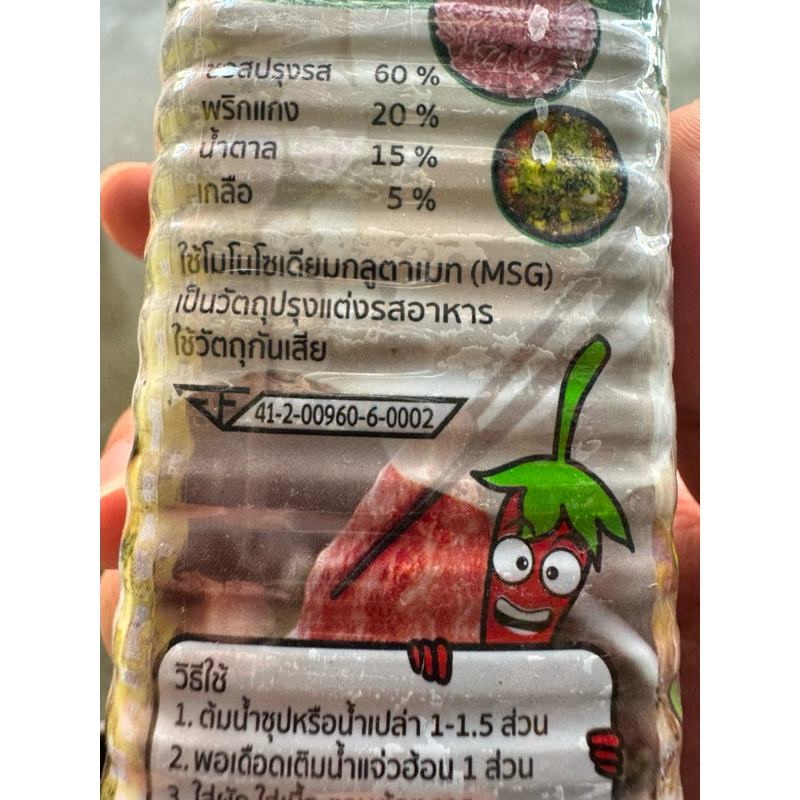 ซอสปรุงรส 60 %
พริกแกง 20 %
น้ำตาล 15 %
เกลือ 5 %
ใช้โมโนโซเดียมกลูตาเมท (MSG)
เป็นวัตถุปรุงแต่งรสอาหาร
ใช้วัตถุกันเสีย
41-2-00960-6-0002
วิธีใช้
1. ต้มน้ำซุปหรือน้ำเปล่า 1-1.5 ส่วน
2. พอเดือดเติมน้ำแจ่วฮ้อน 1 ส่วน